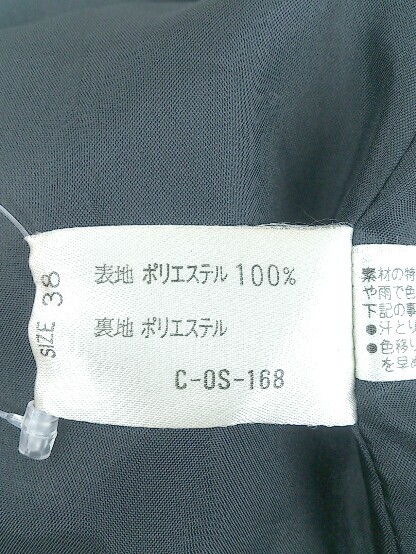 SIZE 38
表地 ポリエステル 100%
裏地 ポリエステル
C-OS-168
素材の特
や雨で色
下記の事
●汗とり
●色移り
を早め